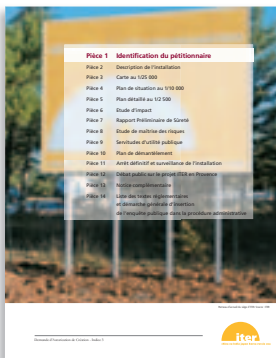 Pièce 1 Identification du pétitionnaire
Pièce 2 Description de l'installation
Pièce 3 Carte au 1/25 000
Pièce 4 Plan de situation au 1/10 000
Pièce 5 Plan détaillé au 1/2 500
Pièce 6 Etude d'impact
Pièce 7 Rapport Préliminaire de Sûreté
Pièce 8 Etude de maîtrise des risques
Pièce 9 Servitudes d'utilité publique
Pièce 10 Plan de démantèlement
Pièce 11 Arrêt définitif et surveillance de l'installation
Pièce 12 Débat public sur le projet ITER en Provence
Pièce 13 Notice complémentaire
Pièce 14 Liste des textes réglementaires
et démarche générale d'insertion
de l'enquête publique dans la procédure administrative
Demande d'Autorisation de Création - Indice 2
iter